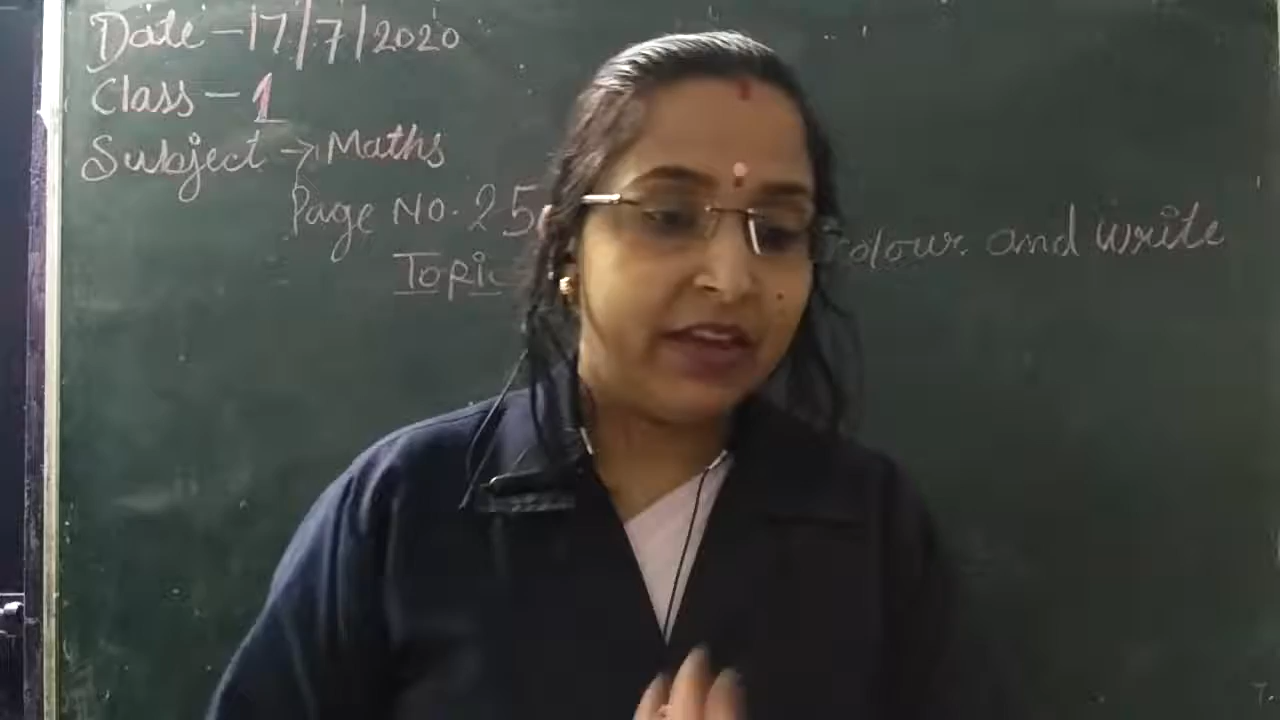 Date - 17/7/2020
Class - 1
Subject → Maths
Page No. 25
Topic
colour and write